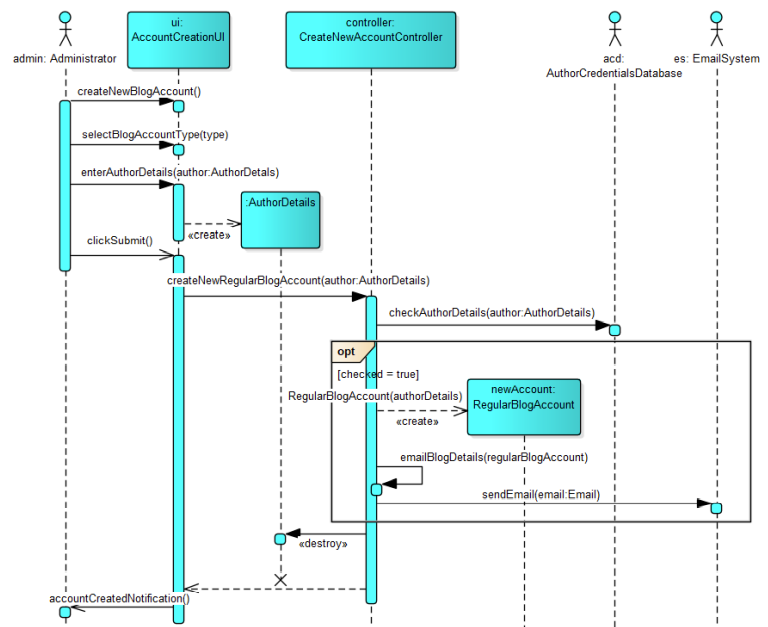 ui:
AccountCreationUI
controller:
CreateNewAccountController
admin: Administrator
acd:
AuthorCredentialsDatabase
es: EmailSystem
createNewBlogAccount()
selectBlogAccountType(type)
enterAuthorDetails(author:AuthorDetals)
:AuthorDetails
«create»
clickSubmit()
createNewRegularBlogAccount(author:AuthorDetails)
checkAuthorDetails(author:AuthorDetails)
opt
[checked = true]
RegularBlogAccount(authorDetails)
newAccount:
RegularBlogAccount
«create»
emailBlogDetails(regularBlogAccount)
sendEmail(email:Email)
«destroy»
accountCreatedNotification()